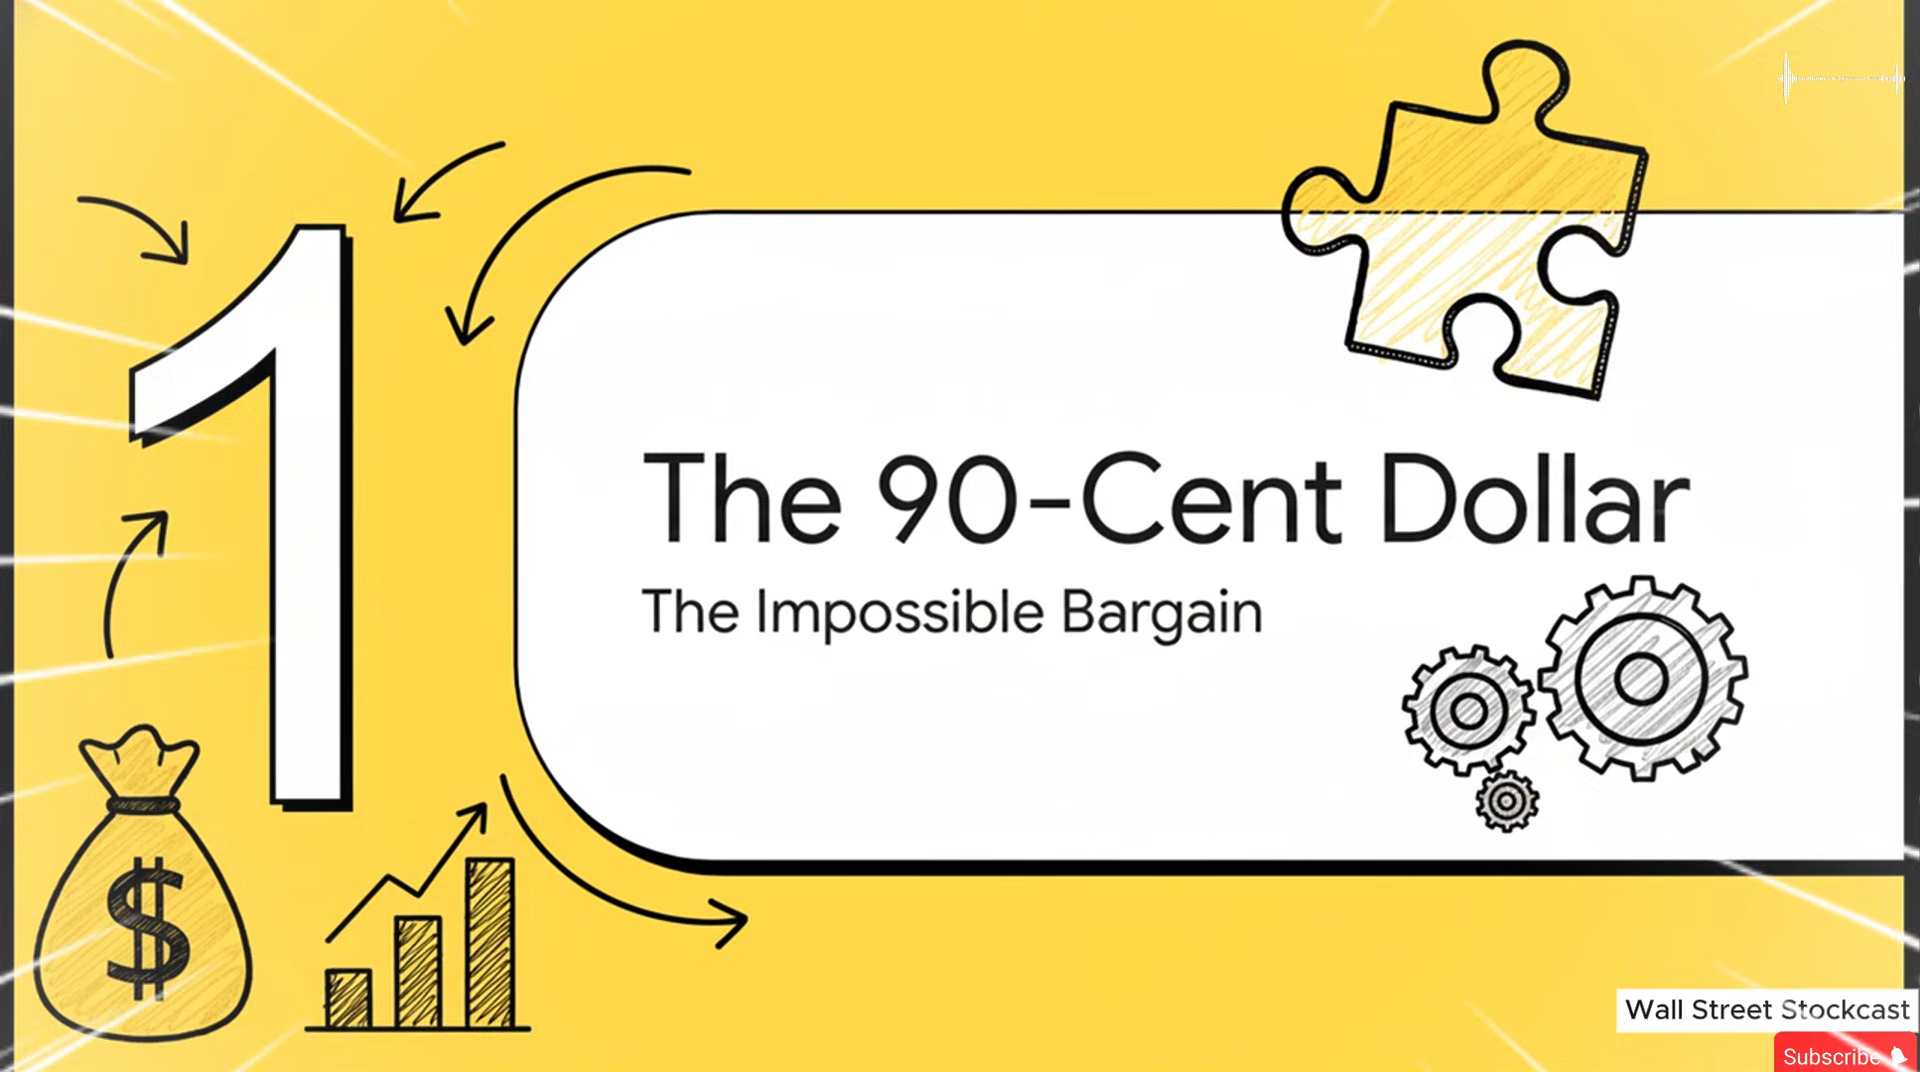 1
The 90-Cent Dollar
The Impossible Bargain
$
Wall Street Stockcast
Subscribe